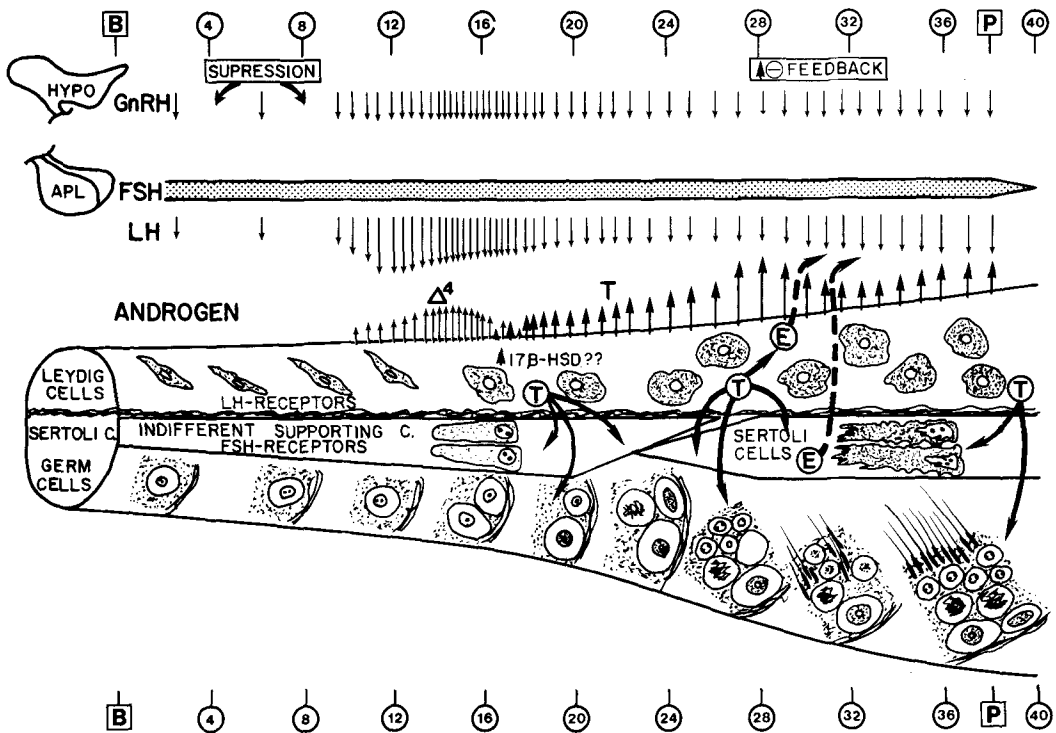 B 4 8 12 16 20 24 28 32 36 P 40
HYPO
SUPRESSION
↑⊖ FEEDBACK
GnRH
APL
FSH
LH
ANDROGEN
Δ4
T
LEYDIG
CELLS
17B-HSD??
LH-RECEPTORS
T
T
E
T
SERTOLI C.
INDIFFERENT SUPPORTING C.
FSH-RECEPTORS
SERTOLI
CELLS
E
GERM
CELLS
B 4 8 12 16 20 24 28 32 36 P 40